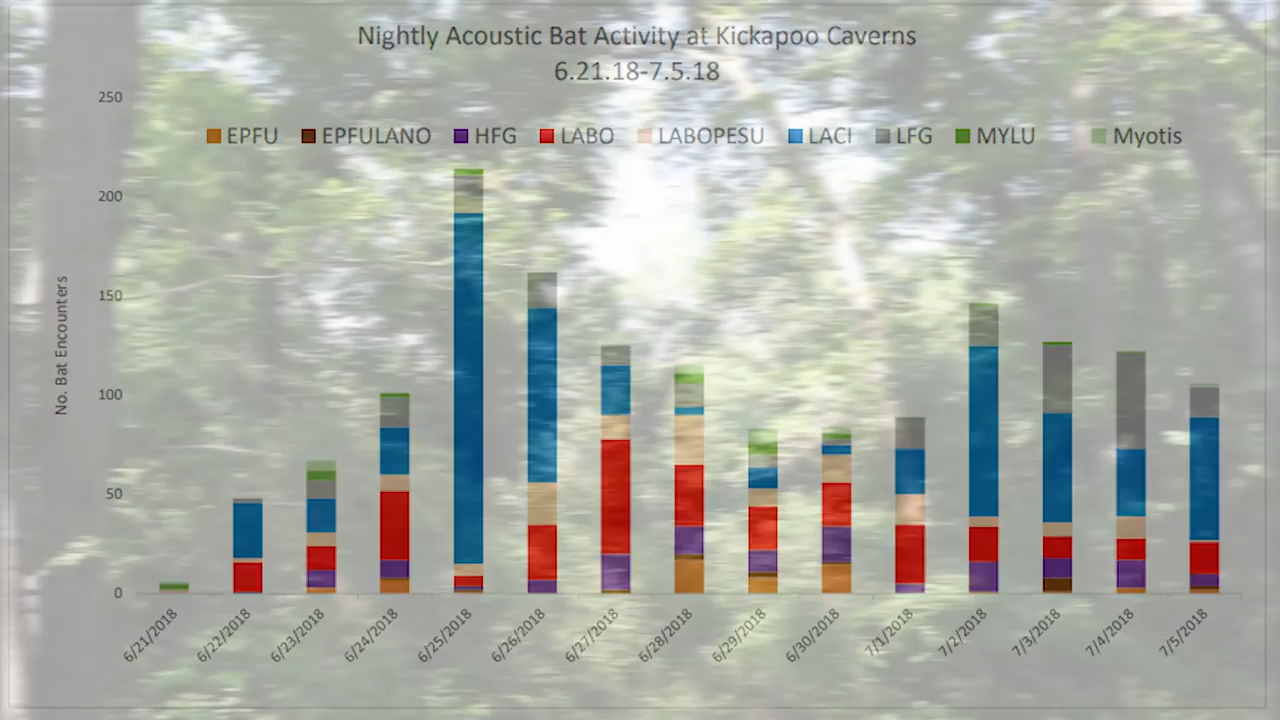 Nightly Acoustic Bat Activity at Kickapoo Caverns
6.21.18-7.5.18
250
EPFU EPFULANO HFG LABO LABOPESU LACI LFG MYLU Myotis
200
150
100
50
0
No. Bat Encounters
6/21/2018 6/22/2018 6/23/2018 6/24/2018 6/25/2018 6/26/2018 6/27/2018 6/28/2018 6/29/2018 6/30/2018 7/1/2018 7/2/2018 7/3/2018 7/4/2018 7/5/2018